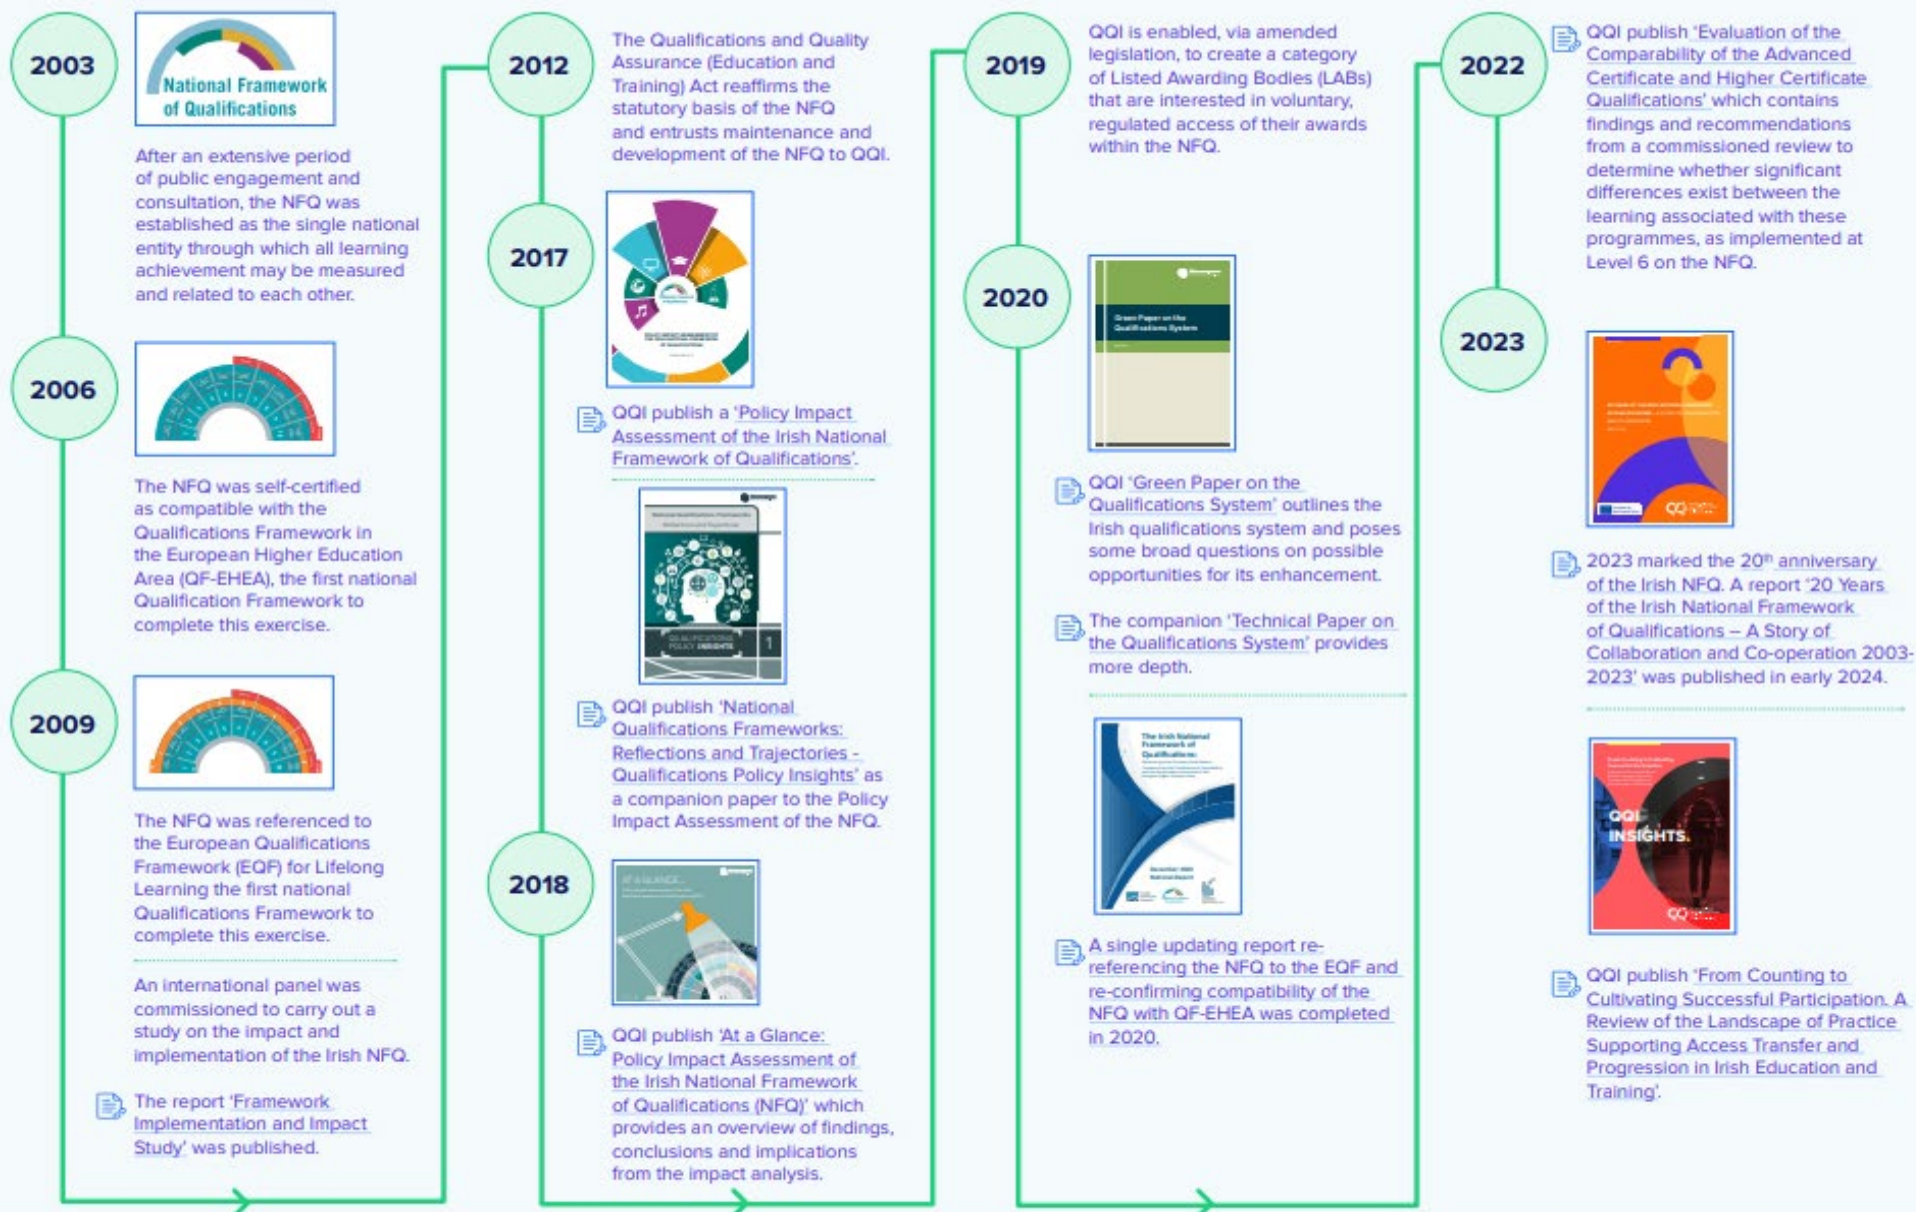 2003
National Framework
of Qualifications
After an extensive period
of public engagement and
consultation, the NFQ was
established as the single national
entity through which all learning
achievement may be measured
and related to each other.
2006
The NFQ was self-certified
as compatible with the
Qualifications Framework in
the European Higher Education
Area (QF-EHEA), the first national
Qualification Framework to
complete this exercise.
2009
The NFQ was referenced to
the European Qualifications
Framework (EQF) for Lifelong
Learning the first national
Qualifications Framework to
complete this exercise.
An international panel was
commissioned to carry out a
study on the impact and
implementation of the Irish NFQ.
The report ‘Framework
Implementation and Impact
Study’ was published.
2012
The Qualifications and Quality
Assurance (Education and
Training) Act reaffirms the
statutory basis of the NFQ
and entrusts maintenance and
development of the NFQ to QQI.
2017
QQI publish a ‘Policy Impact
Assessment of the Irish National
Framework of Qualifications’.
QUALIFICATIONS
POLICY INSIGHTS
1
QQI publish ‘National
Qualifications Frameworks:
Reflections and Trajectories -
Qualifications Policy Insights’ as
a companion paper to the Policy
Impact Assessment of the NFQ.
2018
AT A GLANCE...
QQI publish ‘At a Glance:
Policy Impact Assessment of
the Irish National Framework
of Qualifications (NFQ)’ which
provides an overview of findings,
conclusions and implications
from the impact analysis.
2019
QQI is enabled, via amended
legislation, to create a category
of Listed Awarding Bodies (LABs)
that are interested in voluntary,
regulated access of their awards
within the NFQ.
2020
Green Paper on the
Qualifications System
QQI ‘Green Paper on the
Qualifications System’ outlines the
Irish qualifications system and poses
some broad questions on possible
opportunities for its enhancement.
The companion ‘Technical Paper on
the Qualifications System’ provides
more depth.
The Irish National
Framework of
Qualifications
December 2020
National Report
A single updating report re-
referencing the NFQ to the EQF and
re-confirming compatibility of the
NFQ with QF-EHEA was completed
in 2020.
2022
QQI publish ‘Evaluation of the
Comparability of the Advanced
Certificate and Higher Certificate
Qualifications’ which contains
findings and recommendations
from a commissioned review to
determine whether significant
differences exist between the
learning associated with these
programmes, as implemented at
Level 6 on the NFQ.
2023
QQI
2023 marked the 20th anniversary
of the Irish NFQ. A report ‘20 Years
of the Irish National Framework
of Qualifications – A Story of
Collaboration and Co-operation 2003-
2023’ was published in early 2024.
QQI
INSIGHTS.
QQI
QQI publish ‘From Counting to
Cultivating Successful Participation. A
Review of the Landscape of Practice
Supporting Access Transfer and
Progression in Irish Education and
Training’.